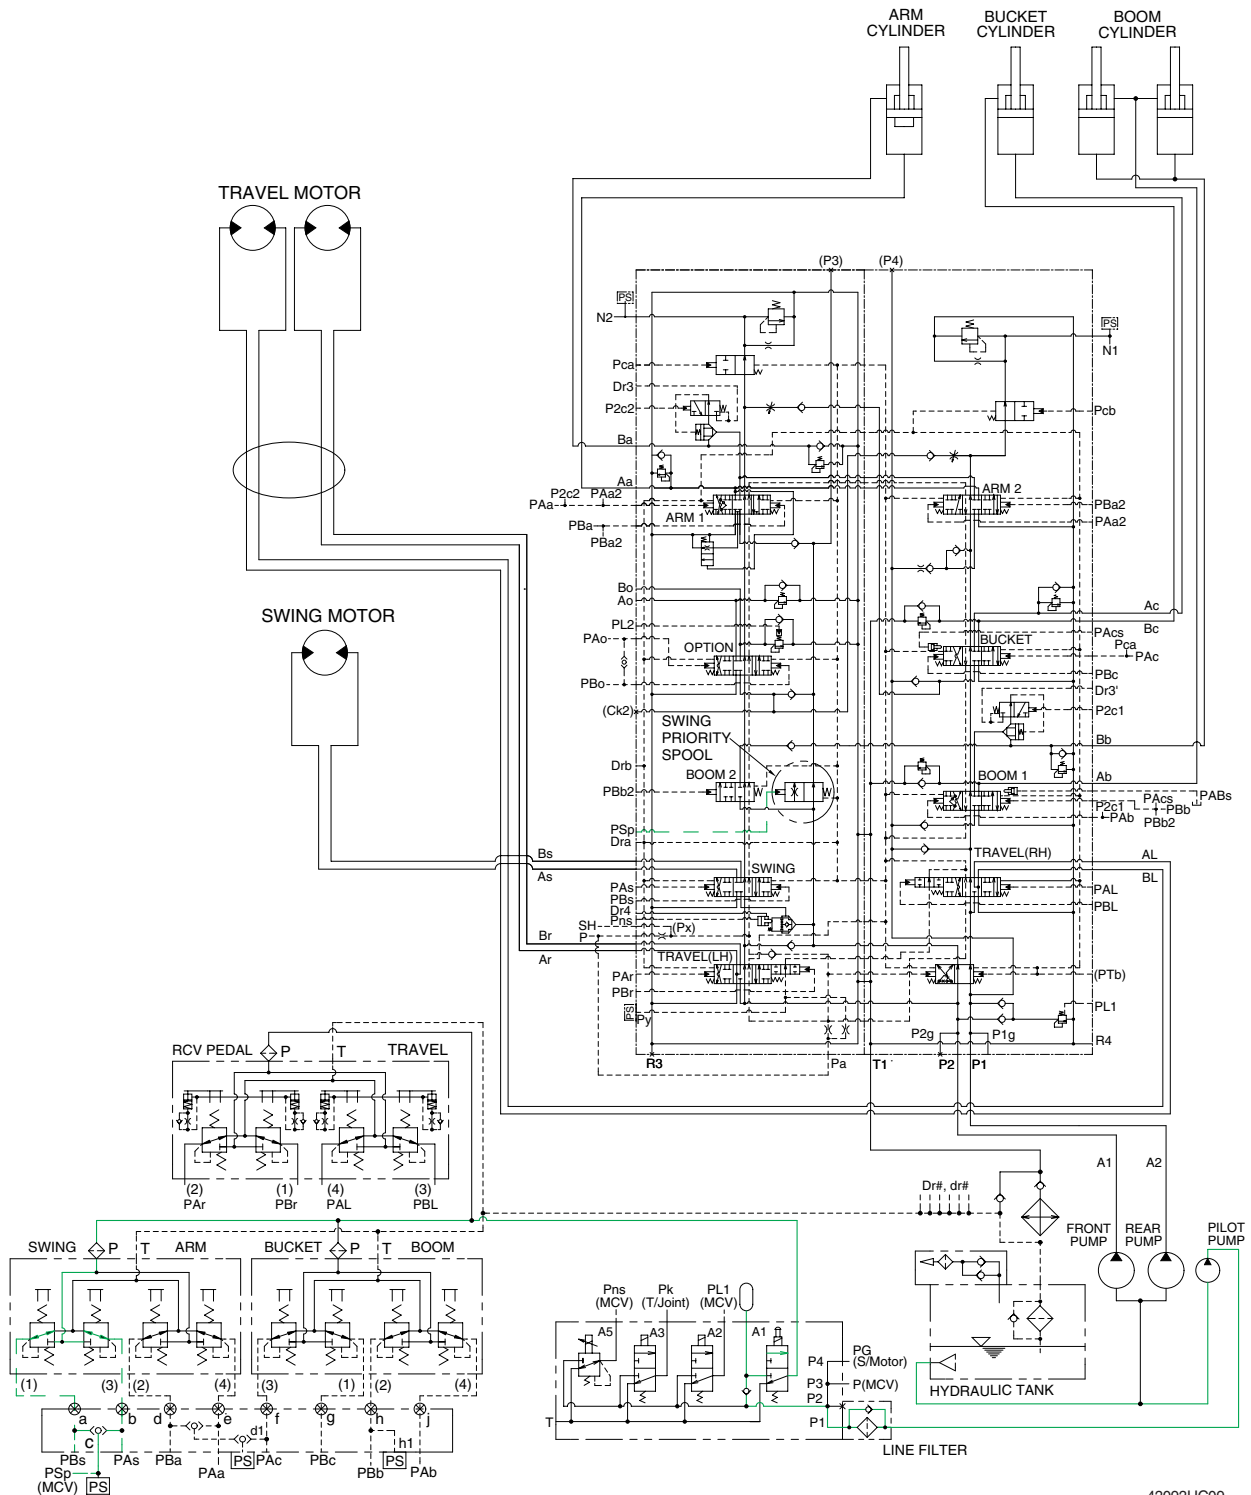 ARM
CYLINDER
BUCKET
CYLINDER
BOOM
CYLINDER
TRAVEL MOTOR
(P3)
(P4)
PS
N2
PS
N1
Pca
Dr3
P2c2
Pcb
Ba
Aa
P2c2 PAa2
PAa
PBa
PBa2
ARM 1
ARM 2
PBa2
PAa2
Bo
Ao
PL2
PAo
OPTION
PBo
(Ck2)
Ac
Bc
PAcs
Pca
PAc
BUCKET
PBc
Dr3'
P2c1
SWING MOTOR
SWING
PRIORITY
SPOOL
Bb
Ab
Drb
BOOM 2
PBb2
BOOM 1
PABs
PAcs
P2c1
PBb
PAb
PBb2
PSp
Dra
Bs
As
SWING
TRAVEL(RH)
AL
BL
PAs
PBs
Dr4
Pns
PAL
PBL
SH
P
(Px)
Br
Ar
TRAVEL(LH)
PAr
PBr
(PTb)
PS
Py
PL1
P2g
P1g
R4
R3
Pa
T1
P2
P1
RCV PEDAL
P
T
TRAVEL
(2)
PAr
(1)
PBr
(4)
PAL
(3)
PBL
A1
A2
Dr#, dr#
FRONT
PUMP
REAR
PUMP
PILOT
PUMP
SWING
P
T
ARM
BUCKET
P
T
BOOM
(1)
(3)
(2)
(4)
(3)
(1)
(2)
(4)
a
b
d
e
f
g
h
j
c
d1
h1
PBs
PAs
PBa
PAa
PS
PAc
PBc
PBb
PS
PAb
PSp
(MCV)
PS
Pns
(MCV)
Pk
(T/Joint)
PL1
(MCV)
A5
A3
A2
A1
T
P4
PG
(S/Motor)
P3
P(MCV)
P2
P1
LINE FILTER
HYDRAULIC TANK